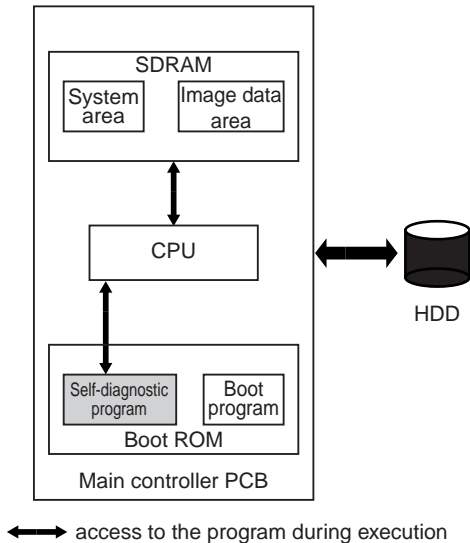 SDRAM
System
area
Image data
area
CPU
HDD
Self-diagnostic
program
Boot
program
Boot ROM
Main controller PCB
access to the program during execution